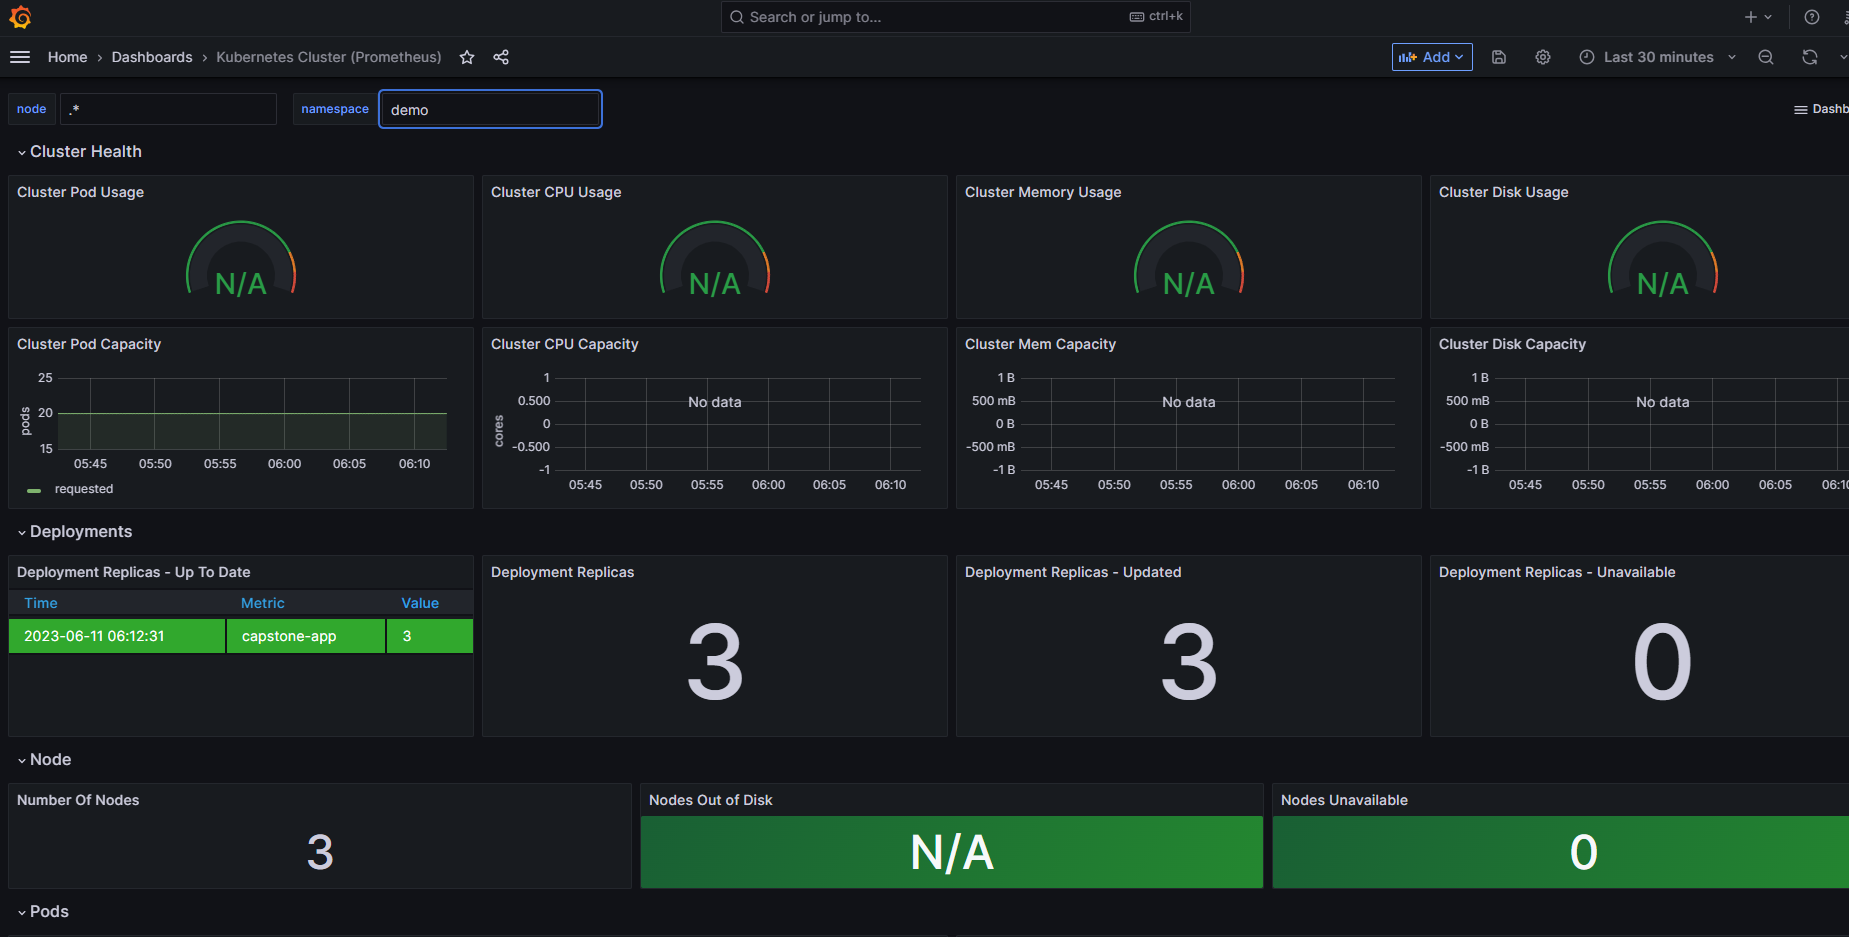 Search or jump to... ctrl+k
Home › Dashboards › Kubernetes Cluster (Prometheus) Add Last 30 minutes
node .* namespace demo Dashb
Cluster Health
Cluster Pod Usage Cluster CPU Usage Cluster Memory Usage Cluster Disk Usage
N/A N/A N/A N/A
Cluster Pod Capacity
pods
25
20
15
05:45 05:50 05:55 06:00 06:05 06:10
requested
Cluster CPU Capacity
cores
1
0.500
0
-0.500
-1
No data
05:45 05:50 05:55 06:00 06:05 06:10
Cluster Mem Capacity
1 B
500 mB
0 B
-500 mB
-1 B
No data
05:45 05:50 05:55 06:00 06:05 06:10
Cluster Disk Capacity
1 B
500 mB
0 B
-500 mB
-1 B
No data
05:45 05:50 05:55 06:00 06:05 06:10
Deployments
Deployment Replicas - Up To Date
Time Metric Value
2023-06-11 06:12:31 capstone-app 3
Deployment Replicas
3
Deployment Replicas - Updated
3
Deployment Replicas - Unavailable
0
Node
Number Of Nodes
3
Nodes Out of Disk
N/A
Nodes Unavailable
0
Pods